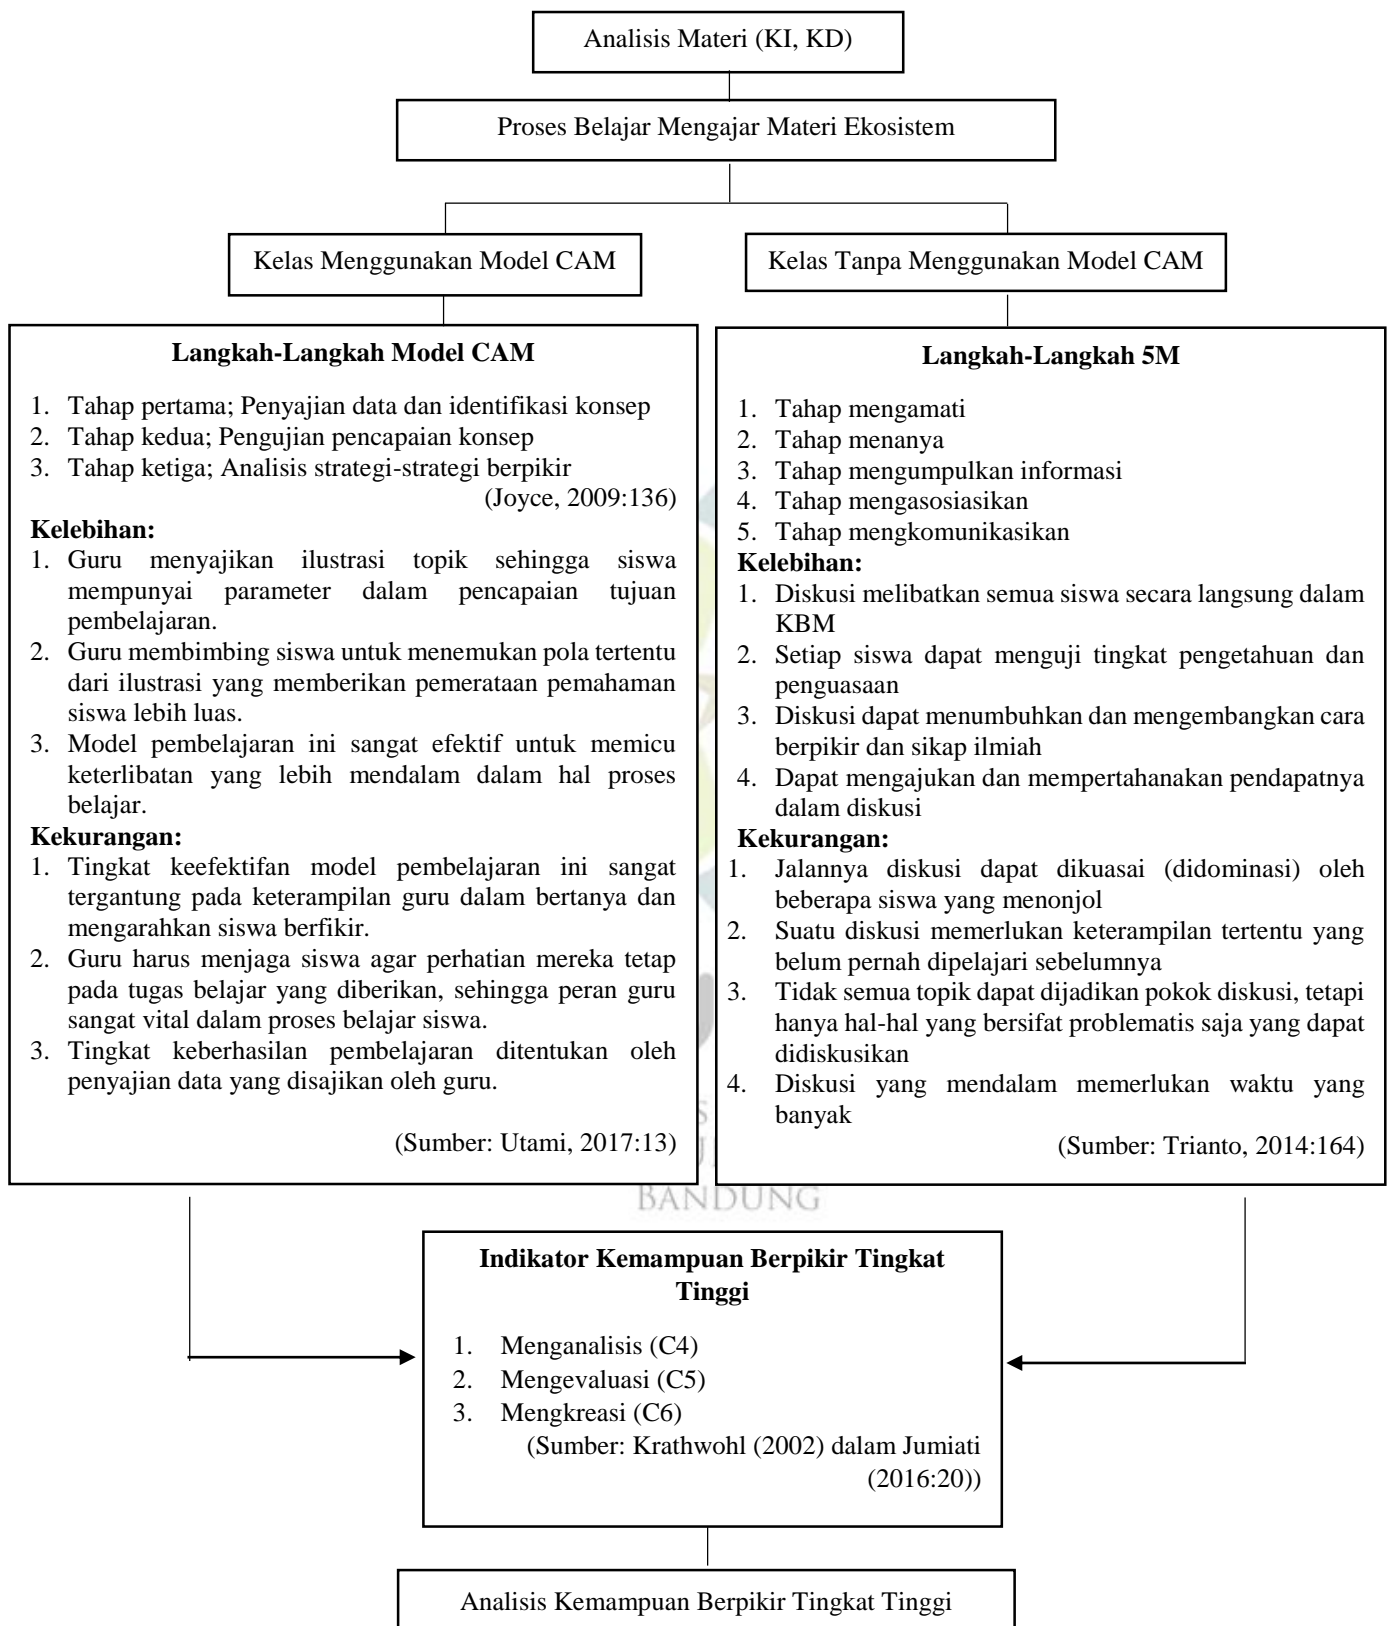 Analisis Materi (KI, KD)
Proses Belajar Mengajar Materi Ekosistem
Kelas Menggunakan Model CAM
Kelas Tanpa Menggunakan Model CAM
Langkah-Langkah Model CAM
1. Tahap pertama; Penyajian data dan identifikasi konsep
2. Tahap kedua; Pengujian pencapaian konsep
3. Tahap ketiga; Analisis strategi-strategi berpikir
(Joyce, 2009:136)
Kelebihan:
1. Guru menyajikan ilustrasi topik sehingga siswa
mempunyai parameter dalam pencapaian tujuan
pembelajaran.
2. Guru membimbing siswa untuk menemukan pola tertentu
dari ilustrasi yang memberikan pemerataan pemahaman
siswa lebih luas.
3. Model pembelajaran ini sangat efektif untuk memicu
keterlibatan yang lebih mendalam dalam hal proses
belajar.
Kekurangan:
1. Tingkat keefektifan model pembelajaran ini sangat
tergantung pada keterampilan guru dalam bertanya dan
mengarahkan siswa berfikir.
2. Guru harus menjaga siswa agar perhatian mereka tetap
pada tugas belajar yang diberikan, sehingga peran guru
sangat vital dalam proses belajar siswa.
3. Tingkat keberhasilan pembelajaran ditentukan oleh
penyajian data yang disajikan oleh guru.
(Sumber: Utami, 2017:13)
Langkah-Langkah 5M
1. Tahap mengamati
2. Tahap menanya
3. Tahap mengumpulkan informasi
4. Tahap mengasosiasikan
5. Tahap mengkomunikasikan
Kelebihan:
1. Diskusi melibatkan semua siswa secara langsung dalam
KBM
2. Setiap siswa dapat menguji tingkat pengetahuan dan
penguasaan
3. Diskusi dapat menumbuhkan dan mengembangkan cara
berpikir dan sikap ilmiah
4. Dapat mengajukan dan mempertahanakan pendapatnya
dalam diskusi
Kekurangan:
1. Jalannya diskusi dapat dikuasai (didominasi) oleh
beberapa siswa yang menonjol
2. Suatu diskusi memerlukan keterampilan tertentu yang
belum pernah dipelajari sebelumnya
3. Tidak semua topik dapat dijadikan pokok diskusi, tetapi
hanya hal-hal yang bersifat problematis saja yang dapat
didiskusikan
4. Diskusi yang mendalam memerlukan waktu yang
banyak
(Sumber: Trianto, 2014:164)
BANDUNG
Indikator Kemampuan Berpikir Tingkat
Tinggi
1. Menganalisis (C4)
2. Mengevaluasi (C5)
3. Mengkreasi (C6)
(Sumber: Krathwohl (2002) dalam Jumiati
(2016:20))
Analisis Kemampuan Berpikir Tingkat Tinggi